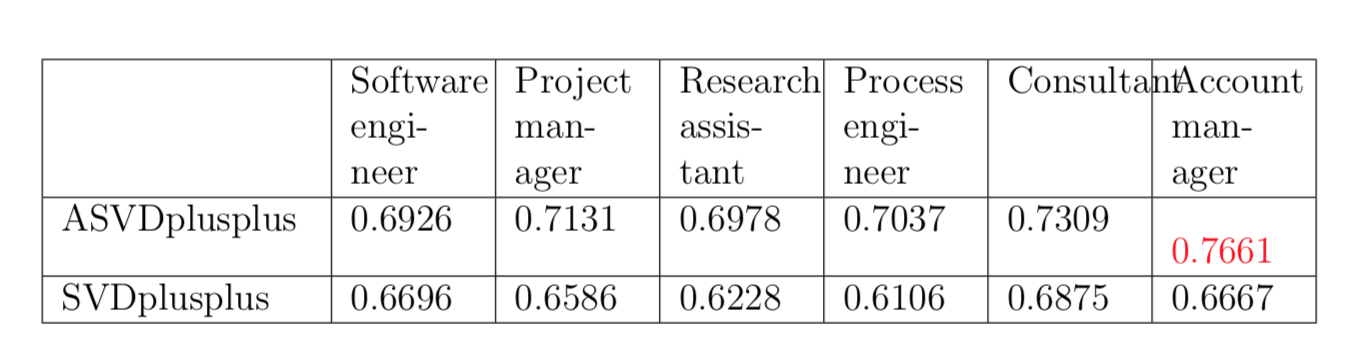 Software Project Research Process Consultant Account
engi- man- assis- engi- man-
neer ager tant neer ager
ASVDplusplus 0.6926 0.7131 0.6978 0.7037 0.7309
0.7661
SVDplusplus 0.6696 0.6586 0.6228 0.6106 0.6875 0.6667